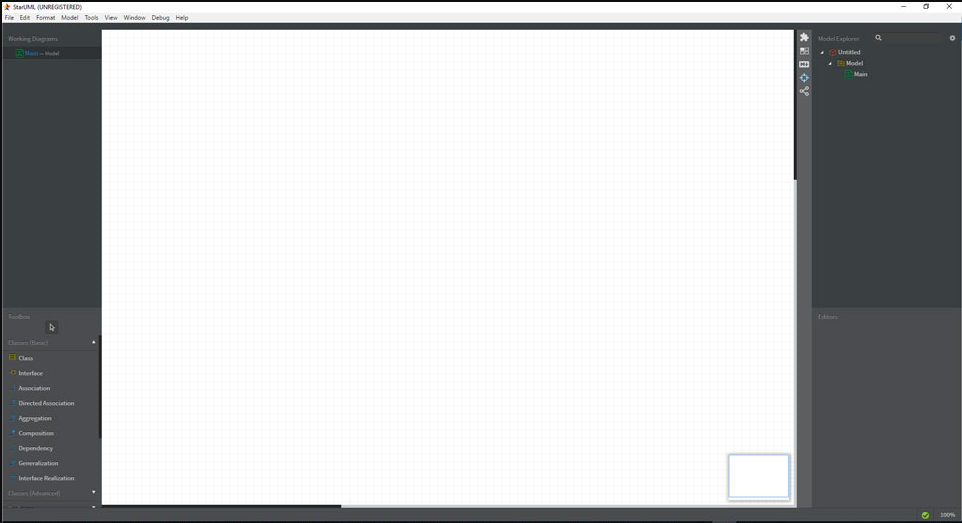 StarUML (UNREGISTERED)
File Edit Format Model Tools View Window Debug Help
Working Diagrams
Main — Model
Toolbox
Classes (Basic)
Class
Interface
Association
Directed Association
Aggregation
Composition
Dependency
Generalization
Interface Realization
Classes (Advanced)
M
Model Explorer
Untitled
Model
Main
Editors
100%